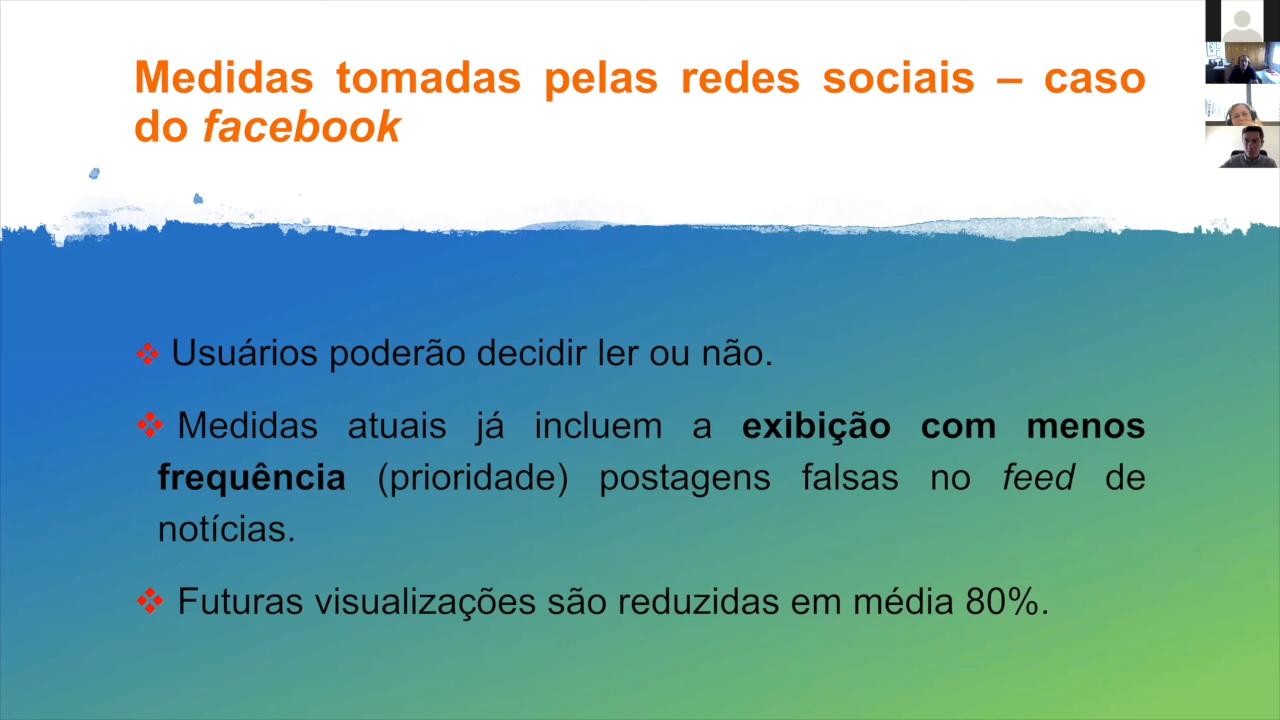 Medidas tomadas pelas redes sociais – caso
do facebook
Usuários poderão decidir ler ou não.
Medidas atuais já incluem a exibição com menos
frequência (prioridade) postagens falsas no feed de
notícias.
Futuras visualizações são reduzidas em média 80%.